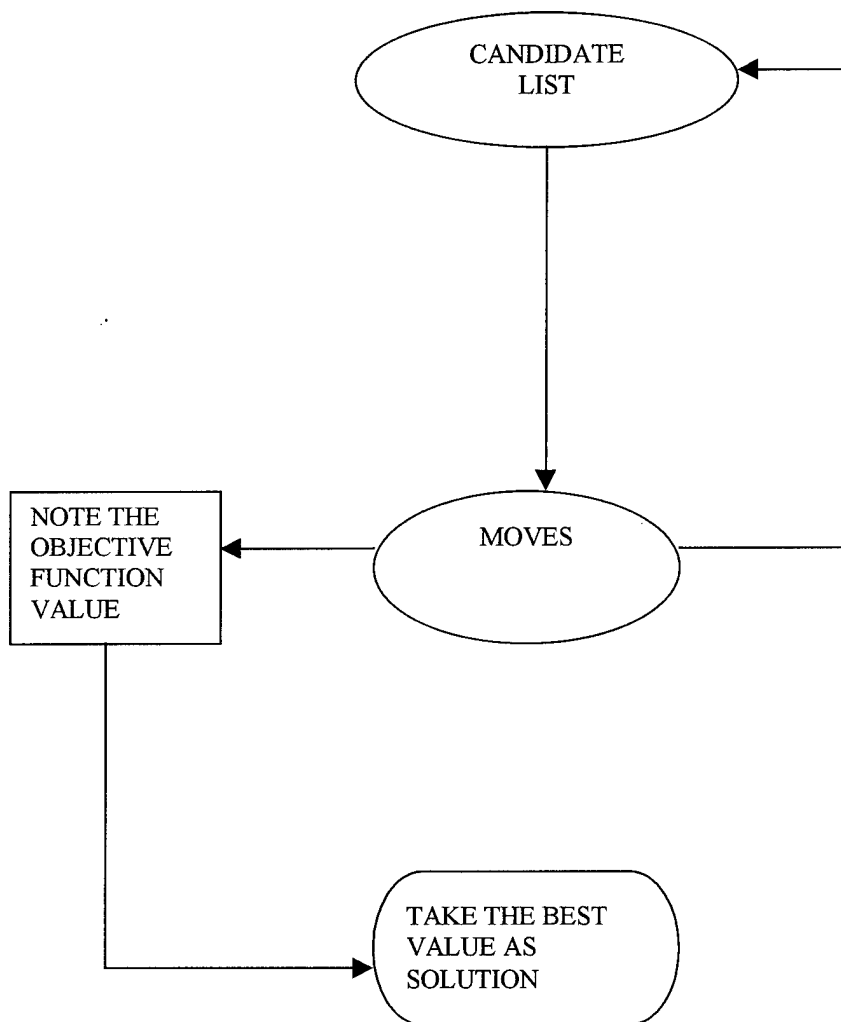 CANDIDATE
LIST
MOVES
NOTE THE
OBJECTIVE
FUNCTION
VALUE
TAKE THE BEST
VALUE AS
SOLUTION